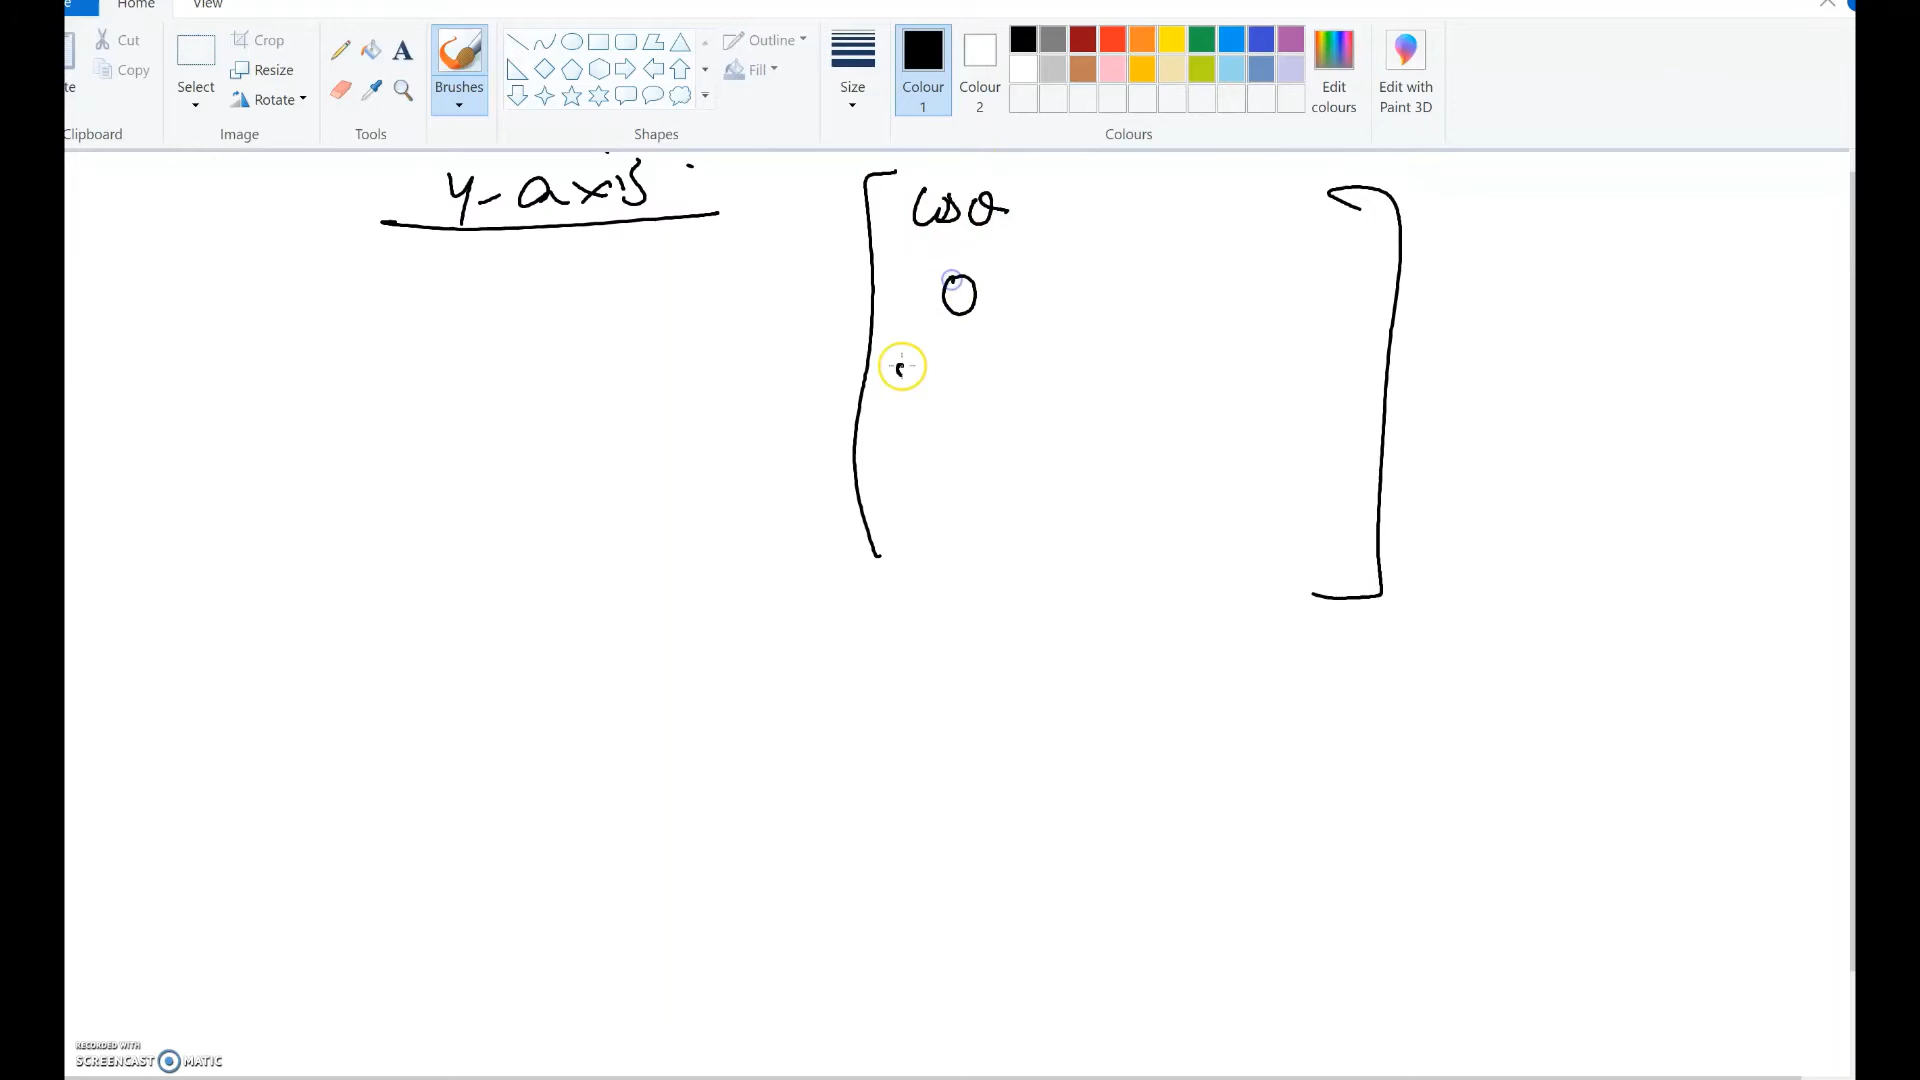 Home View
Cut
Copy
Clipboard
Select
Crop
Resize
Rotate
Image
Tools
Brushes
Shapes
Outline
Fill
Size
Colour 1
Colour 2
Edit colours
Edit with Paint 3D
Colours
y-axis
cosθ
0
RECORDED WITH
SCREENCAST MATIC